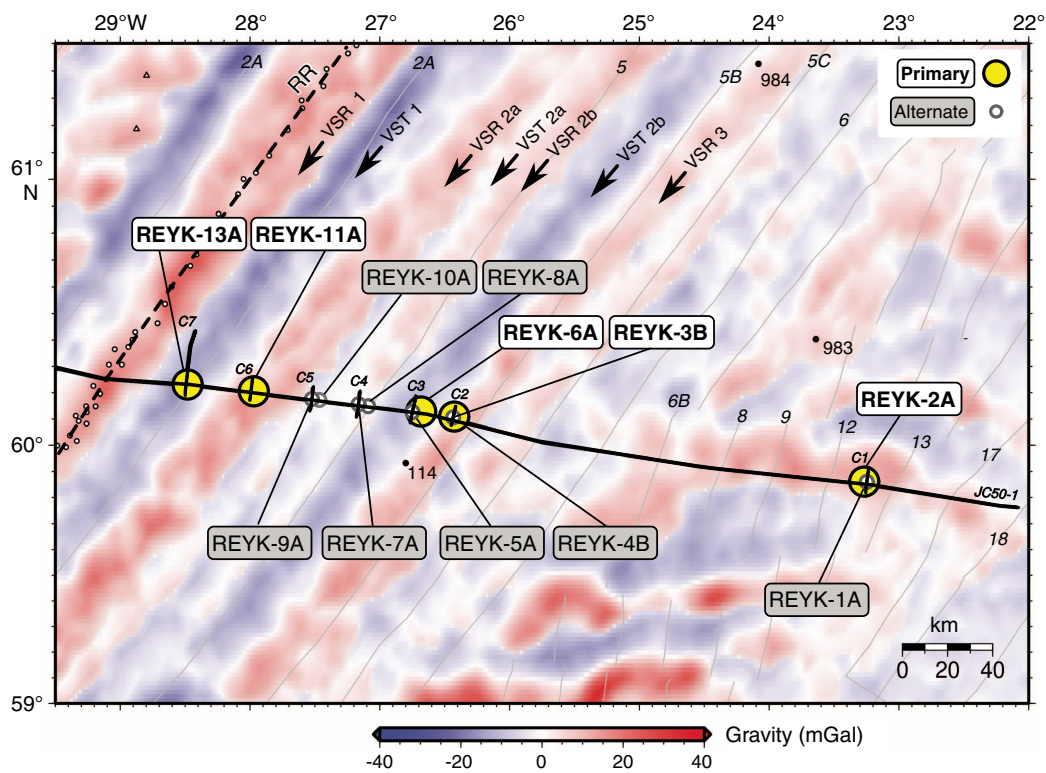 29°W 28° 27° 26° 25° 24° 23° 22°
2A RR 2A 5 5B 5C 6
984
Primary
Alternate
VSR 1 VST 1 VSR 2a VST 2a VSR 2b VST 2b VSR 3
61°
N
REYK-13A REYK-11A
REYK-10A REYK-8A
REYK-6A REYK-3B
983
C7
C6 C5 C4 C3 C2
6B 8 9 12 13 17
REYK-2A
60°
114
C1
JC50-1
18
REYK-9A REYK-7A REYK-5A REYK-4B
REYK-1A
km
0 20 40
59°
Gravity (mGal)
-40 -20 0 20 40